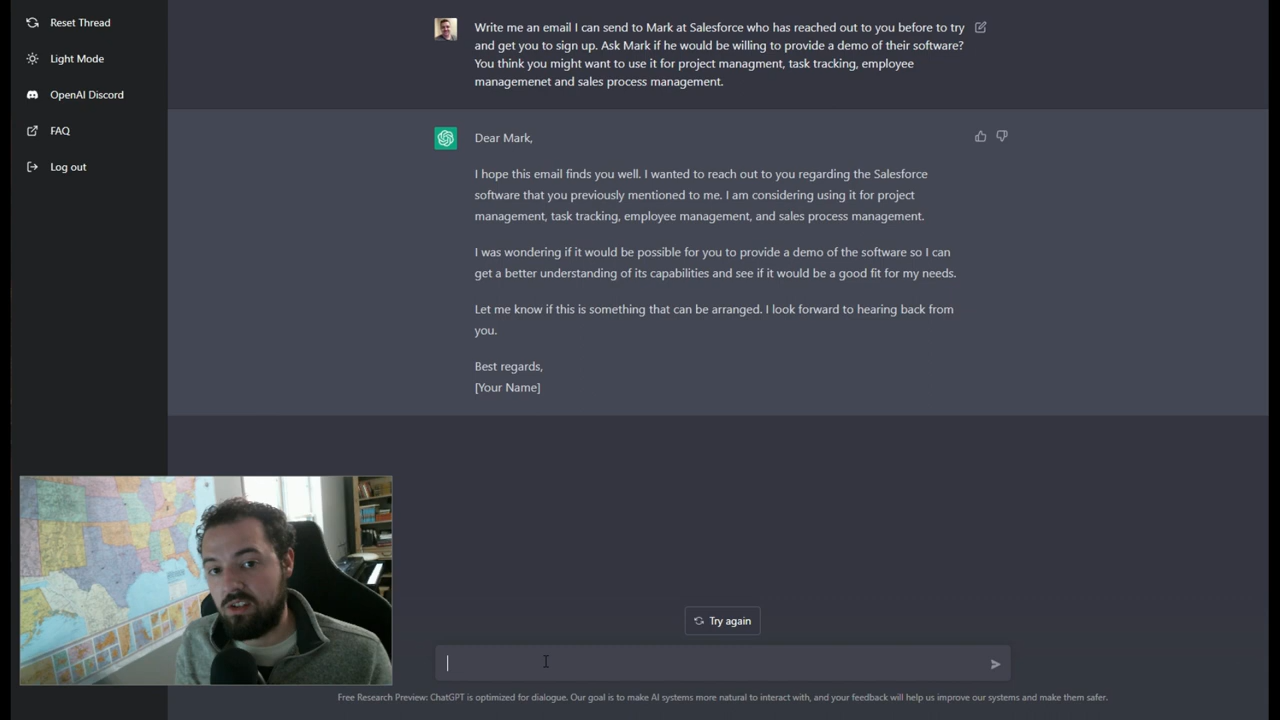 Reset Thread
Light Mode
OpenAI Discord
FAQ
Log out
Write me an email I can send to Mark at Salesforce who has reached out to you before to try
and get you to sign up. Ask Mark if he would be willing to provide a demo of their software?
You think you might want to use it for project managment, task tracking, employee
managemenet and sales process management.
Dear Mark,
I hope this email finds you well. I wanted to reach out to you regarding the Salesforce
software that you previously mentioned to me. I am considering using it for project
management, task tracking, employee management, and sales process management.
I was wondering if it would be possible for you to provide a demo of the software so I can
get a better understanding of its capabilities and see if it would be a good fit for my needs.
Let me know if this is something that can be arranged. I look forward to hearing back from
you.
Best regards,
[Your Name]
Try again
Free Research Preview: ChatGPT is optimized for dialogue. Our goal is to make AI systems more natural to interact with, and your feedback will help us improve our systems and make them safer.